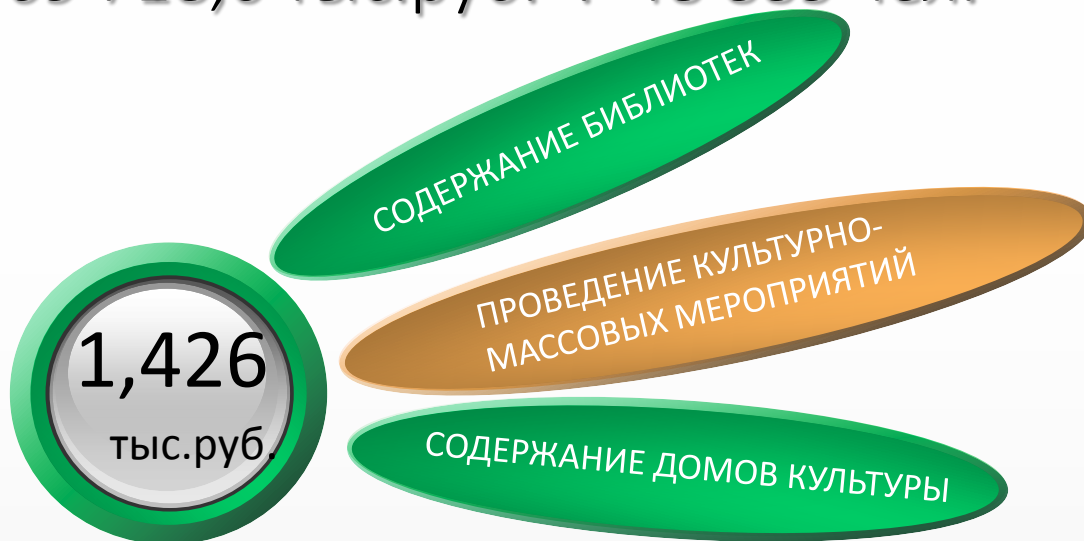 СОДЕРЖАНИЕ БИБЛИОТЕК
ПРОВЕДЕНИЕ КУЛЬТУРНО-
МАССОВЫХ МЕРОПРИЯТИЙ
1,426
тыс.руб.
СОДЕРЖАНИЕ ДОМОВ КУЛЬТУРЫ